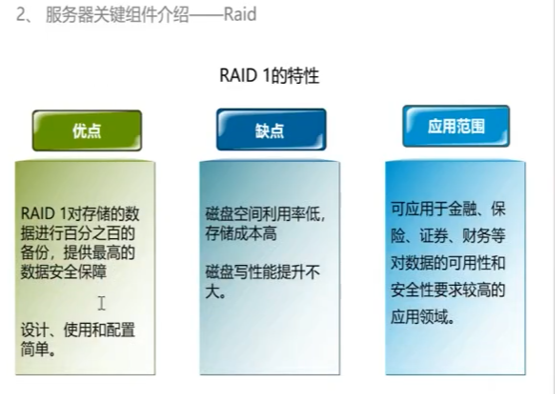 2、 服务器关键组件介绍——Raid
RAID 1的特性
优点
RAID 1对存储的数
据进行百分之百的
备份，提供最高的
数据安全保障
设计、使用和配置
简单。
缺点
磁盘空间利用率低，
存储成本高
磁盘写性能提升不
大。
应用范围
可应用于金融、保
险、证券、财务等
对数据的可用性和
安全性要求较高的
应用领域。